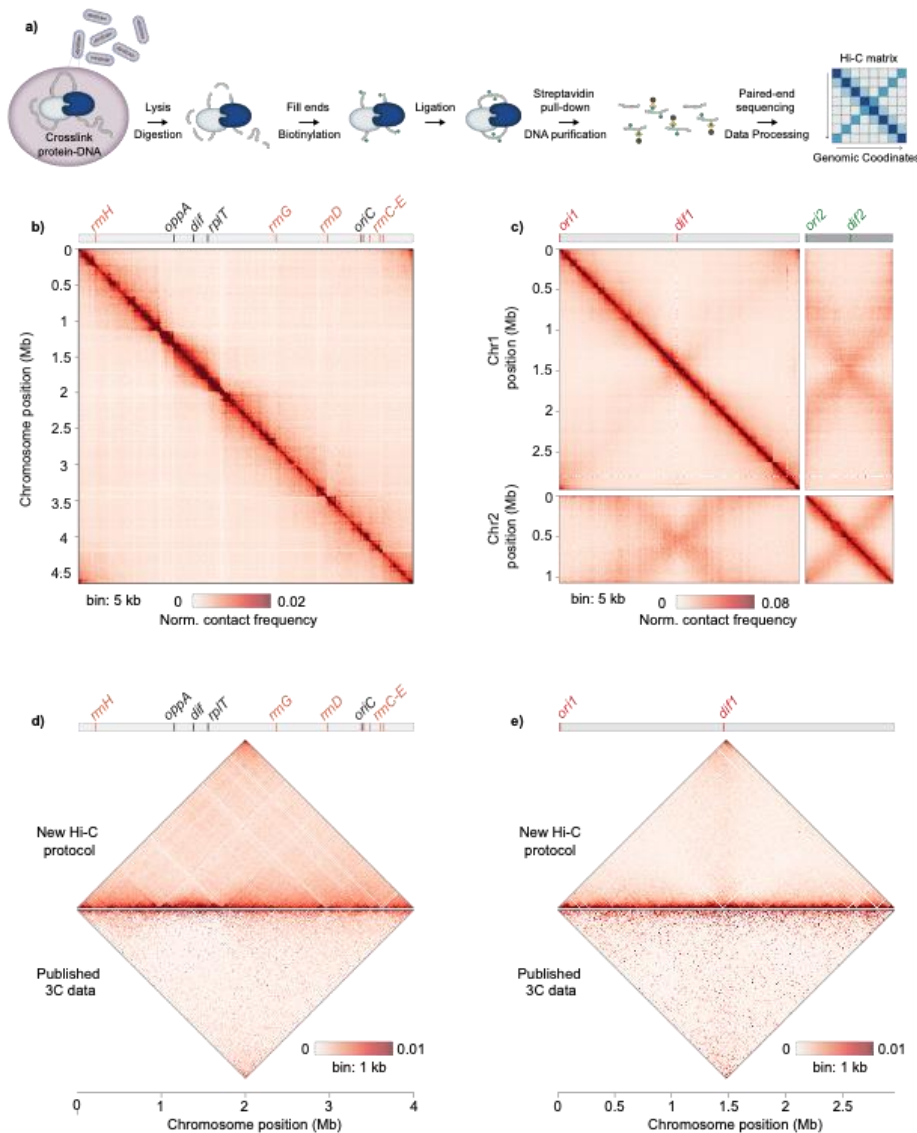 a)
Crosslink
protein-DNA
Lysis
Digestion
Fill ends
Biotinylation
Ligation
Streptavidin
pull-down
DNA purification
Paired-end
sequencing
Data Processing
Hi-C matrix
Genomic Coodinates
b)
rrnH
oppA
dif
rplT
rrnG
rrnD
oriC
rrnC-E
0
0.5
1
1.5
2
2.5
3
3.5
4
4.5
Chromosome position (Mb)
bin: 5 kb
0
0.02
Norm. contact frequency
c)
ori1
dif1
ori2
dif2
0
0.5
1
1.5
2
2.5
Chr1
position (Mb)
0
0.5
1
Chr2
position (Mb)
bin: 5 kb
0
0.08
Norm. contact frequency
d)
rrnH
oppA
dif
rplT
rrnG
rrnD
oriC
rrnC-E
New Hi-C
protocol
Published
3C data
0
0.01
bin: 1 kb
0 1 2 3 4
Chromosome position (Mb)
e)
ori1
dif1
New Hi-C
protocol
Published
3C data
0
0.01
bin: 1 kb
0 0.5 1 1.5 2 2.5
Chromosome position (Mb)